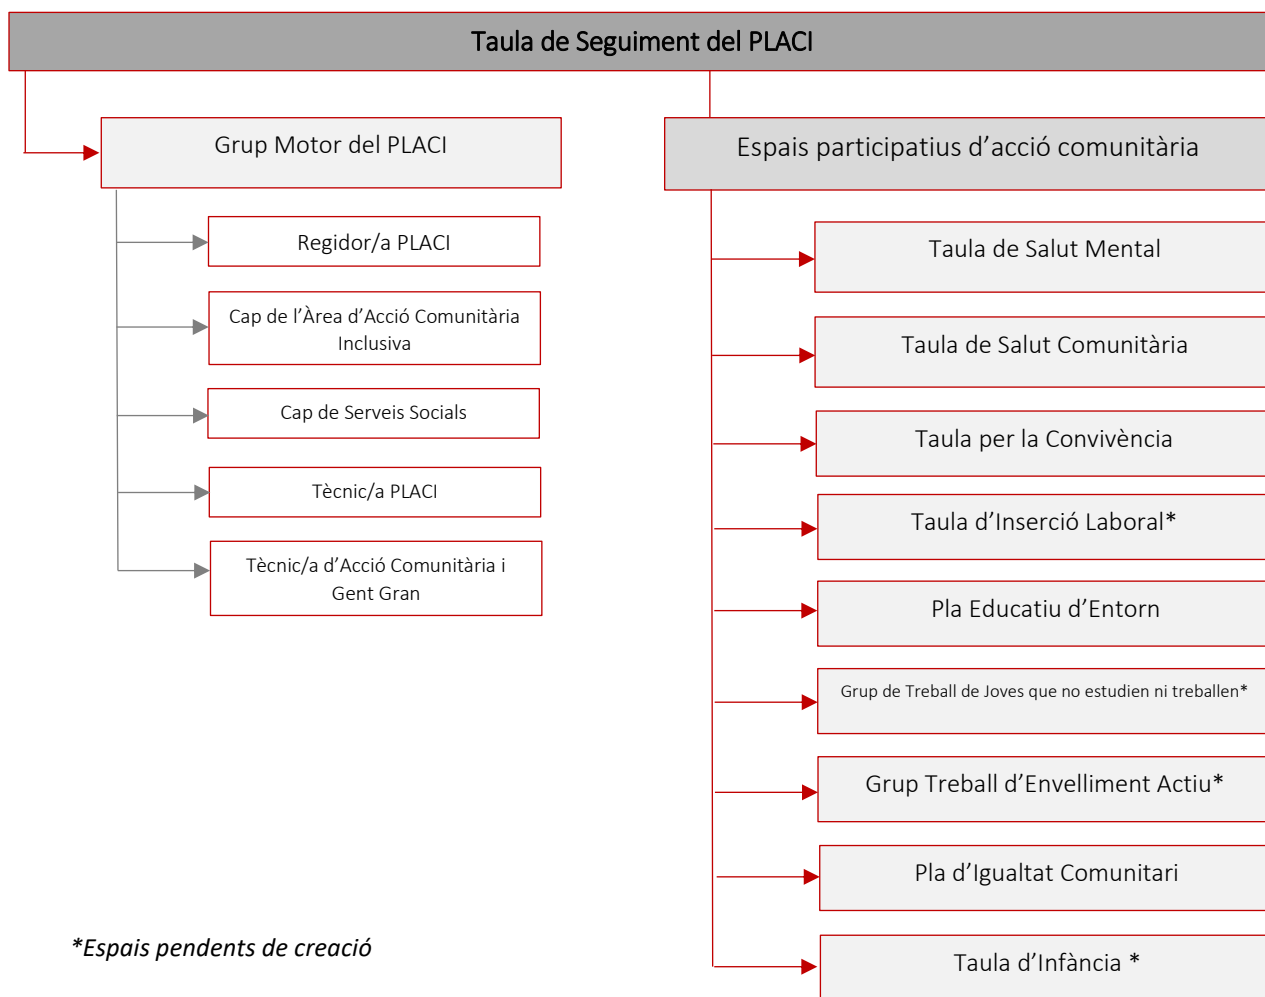 Taula de Seguiment del PLACI
Grup Motor del PLACI
Regidor/a PLACI
Cap de l’Àrea d’Acció Comunitària
Inclusiva
Cap de Serveis Socials
Tècnic/a PLACI
Tècnic/a d’Acció Comunitària i
Gent Gran
Espais participatius d’acció comunitària
Taula de Salut Mental
Taula de Salut Comunitària
Taula per la Convivència
Taula d’Inserció Laboral*
Pla Educatiu d’Entorn
Grup de Treball de Joves que no estudien ni treballen*
Grup Treball d’Envelliment Actiu*
Pla d’Igualtat Comunitari
Taula d’Infància *
*Espais pendents de creació